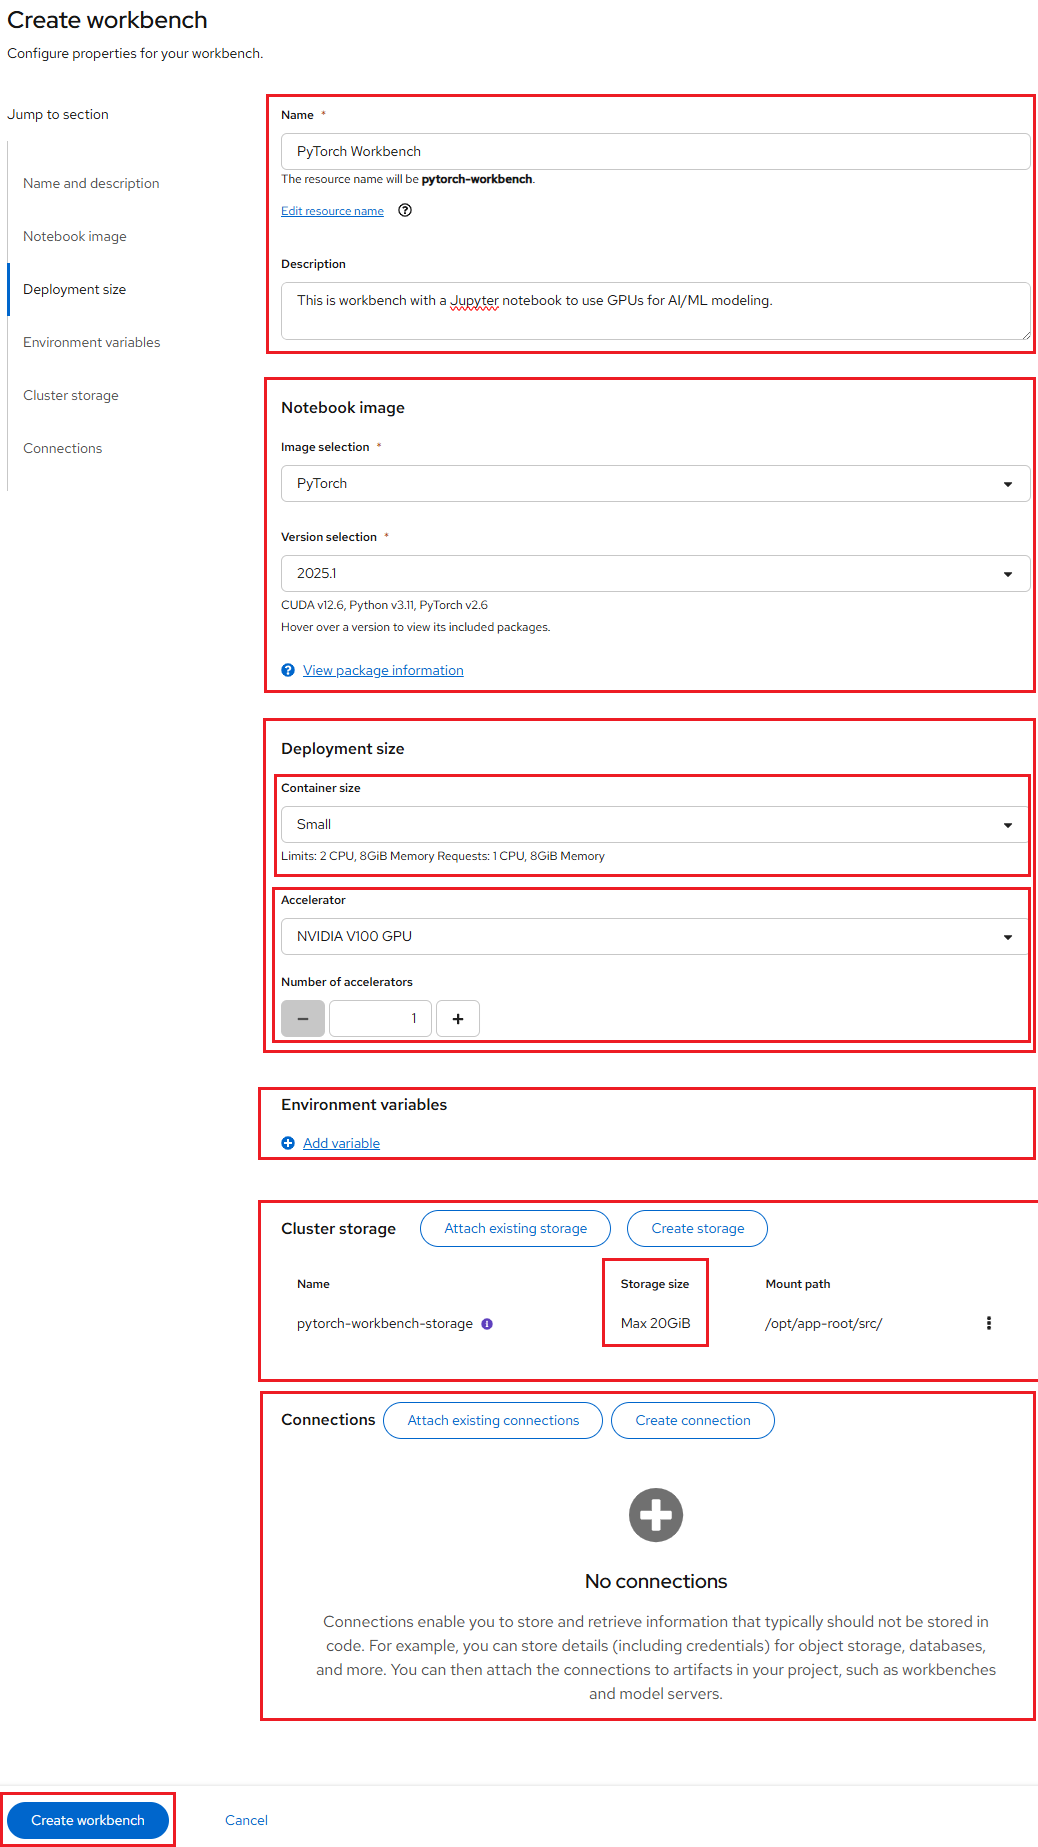 Create workbench
Configure properties for your workbench.
Jump to section
Name and description
Notebook image
Deployment size
Environment variables
Cluster storage
Connections
Name *
PyTorch Workbench
The resource name will be pytorch-workbench.
Edit resource name
Description
This is workbench with a Jupyter notebook to use GPUs for AI/ML modeling.
Notebook image
Image selection *
PyTorch
Version selection *
2025.1
CUDA v12.6, Python v3.11, PyTorch v2.6
Hover over a version to view its included packages.
View package information
Deployment size
Container size
Small
Limits: 2 CPU, 8GiB Memory Requests: 1 CPU, 8GiB Memory
Accelerator
NVIDIA V100 GPU
Number of accelerators
− 1 +
Environment variables
Add variable
Cluster storage Attach existing storage Create storage
Name Storage size Mount path
pytorch-workbench-storage Max 20GiB /opt/app-root/src/
Connections Attach existing connections Create connection
No connections
Connections enable you to store and retrieve information that typically should not be stored in
code. For example, you can store details (including credentials) for object storage, databases,
and more. You can then attach the connections to artifacts in your project, such as workbenches
and model servers.
Create workbench Cancel